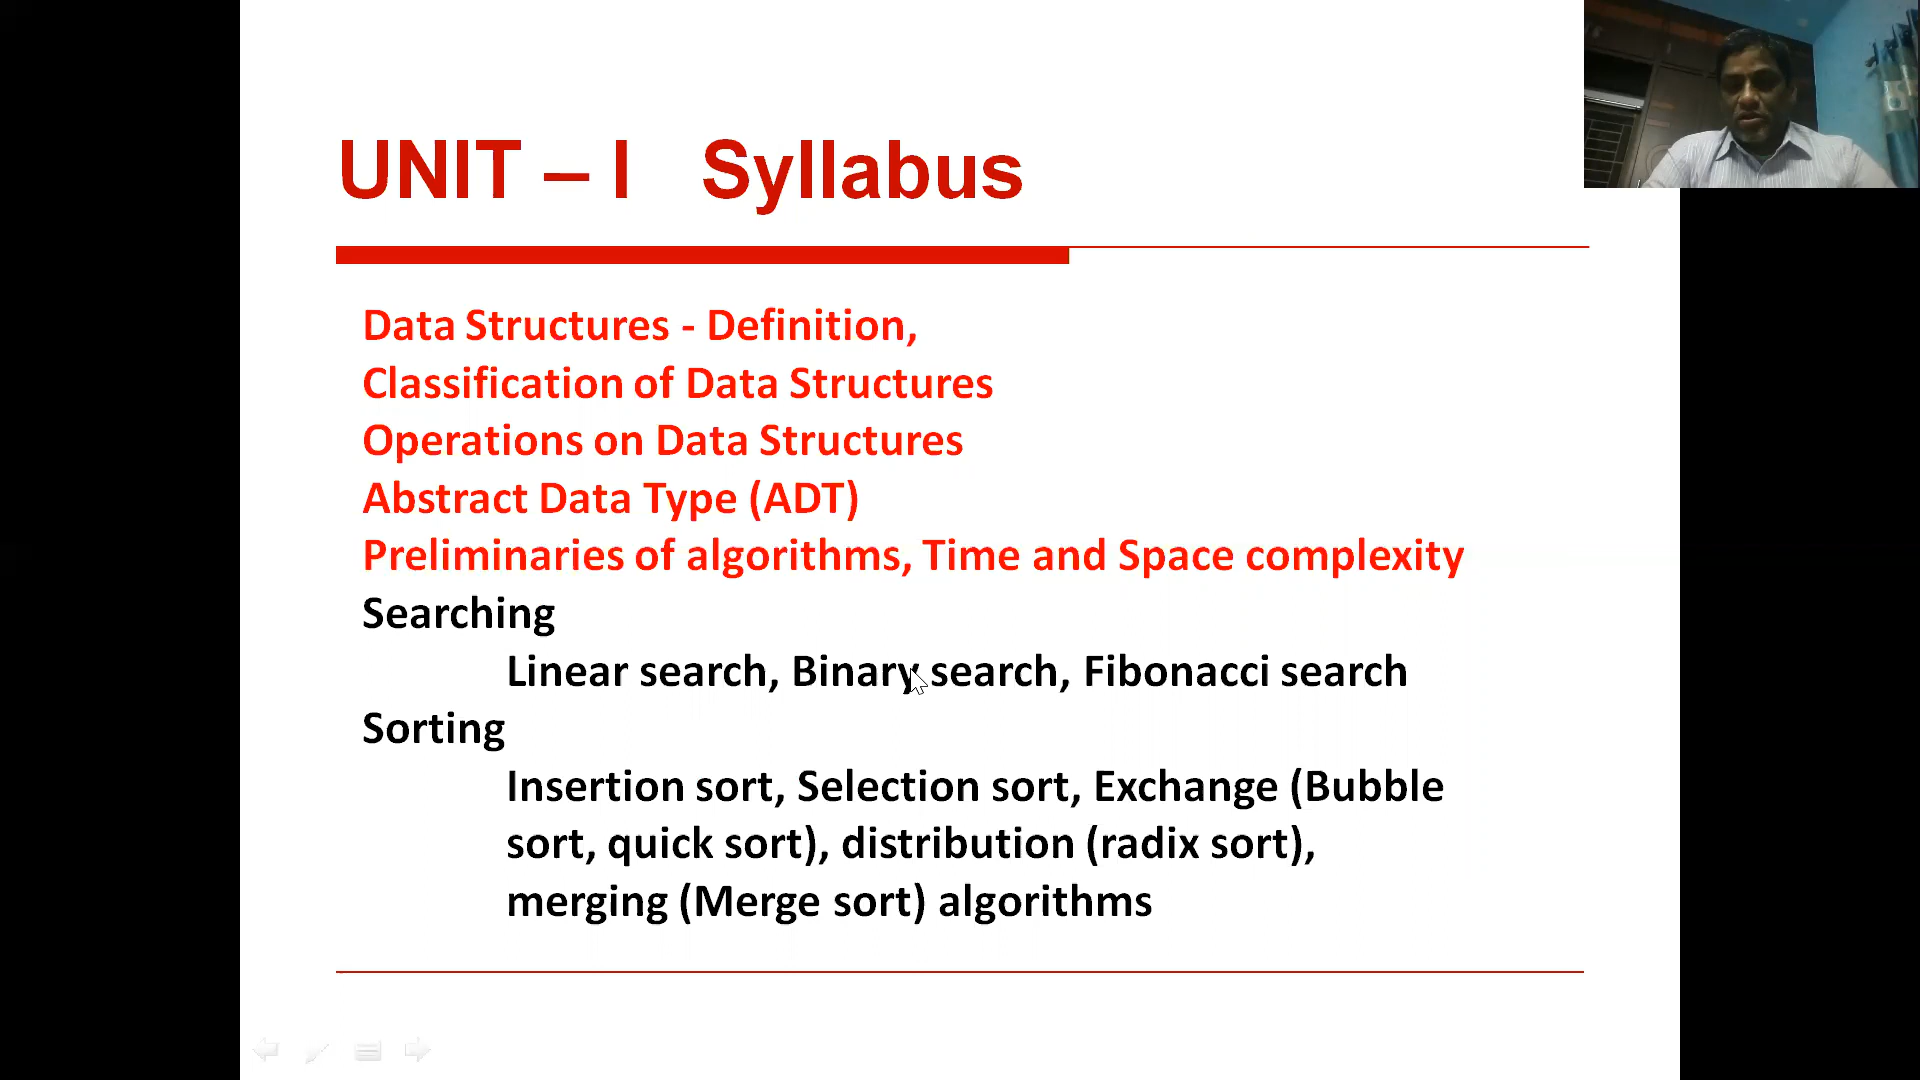 UNIT – I Syllabus
Data Structures - Definition,
Classification of Data Structures
Operations on Data Structures
Abstract Data Type (ADT)
Preliminaries of algorithms, Time and Space complexity
Searching
Linear search, Binary search, Fibonacci search
Sorting
Insertion sort, Selection sort, Exchange (Bubble
sort, quick sort), distribution (radix sort),
merging (Merge sort) algorithms